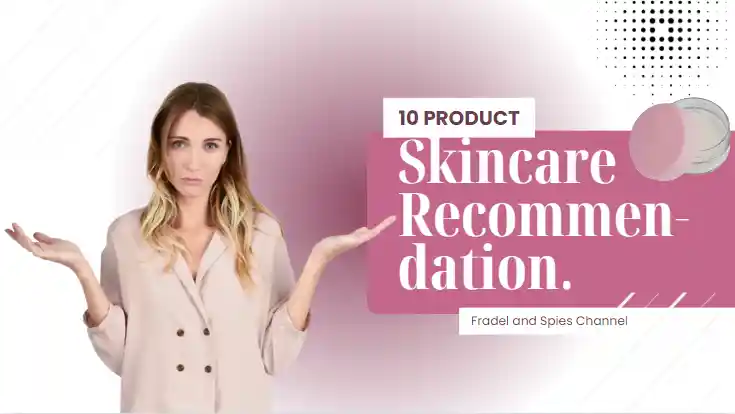 10 PRODUCT
Skincare
Recommen-
dation.
Fradel and Spies Channel